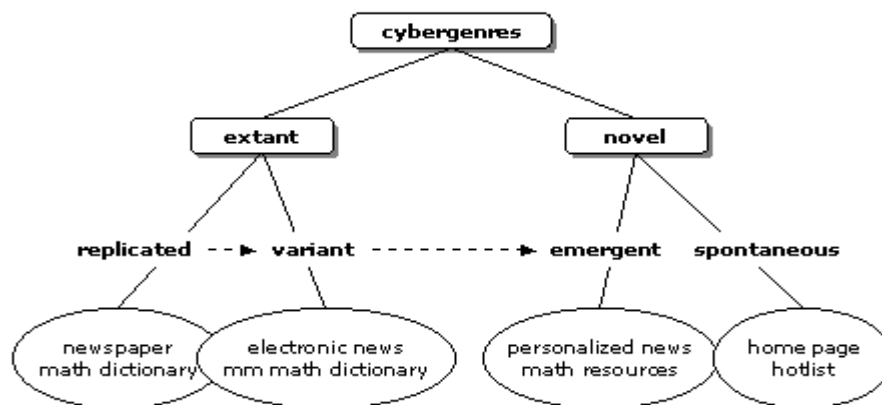 cybergenres
extant
novel
replicated
variant
emergent
spontaneous
newspaper
math dictionary
electronic news
mm math dictionary
personalized news
math resources
home page
hotlist